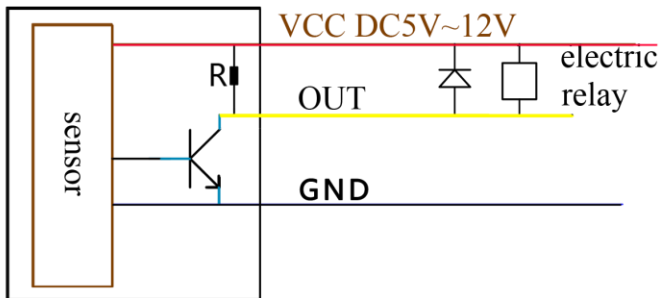 VCC DC5V~12V
electric
relay
R
OUT
sensor
GND